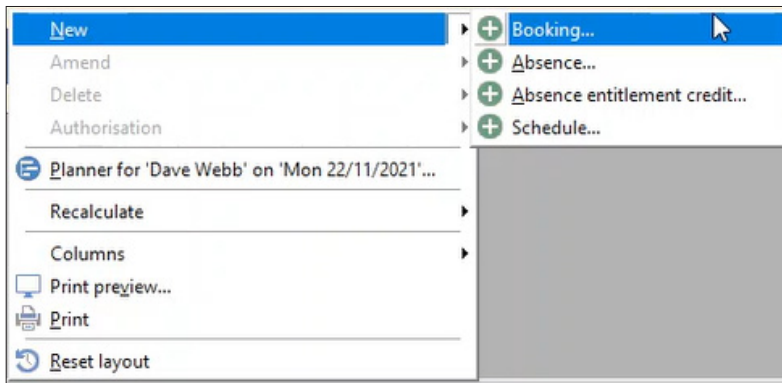 New
Amend
Delete
Authorisation
Planner for 'Dave Webb' on 'Mon 22/11/2021'...
Recalculate
Columns
Print preview...
Print
Reset layout
Booking...
Absence...
Absence entitlement credit...
Schedule...